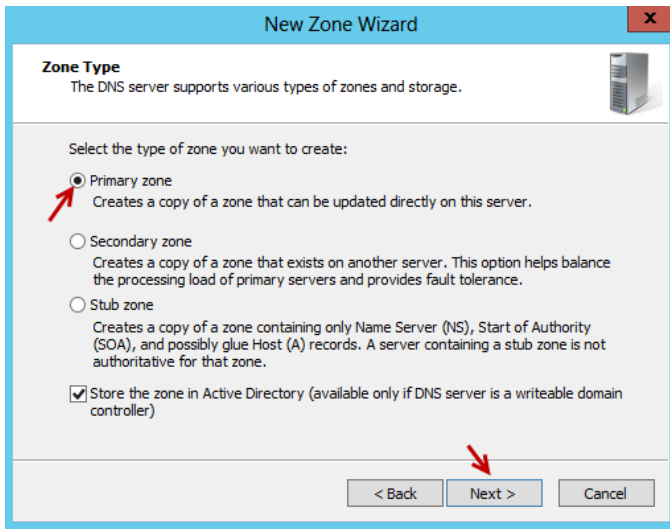 New Zone Wizard
x
Zone Type
The DNS server supports various types of zones and storage.
Select the type of zone you want to create:
Primary zone
Creates a copy of a zone that can be updated directly on this server.
Secondary zone
Creates a copy of a zone that exists on another server. This option helps balance
the processing load of primary servers and provides fault tolerance.
Stub zone
Creates a copy of a zone containing only Name Server (NS), Start of Authority
(SOA), and possibly glue Host (A) records. A server containing a stub zone is not
authoritative for that zone.
Store the zone in Active Directory (available only if DNS server is a writeable domain
controller)
< Back Next > Cancel